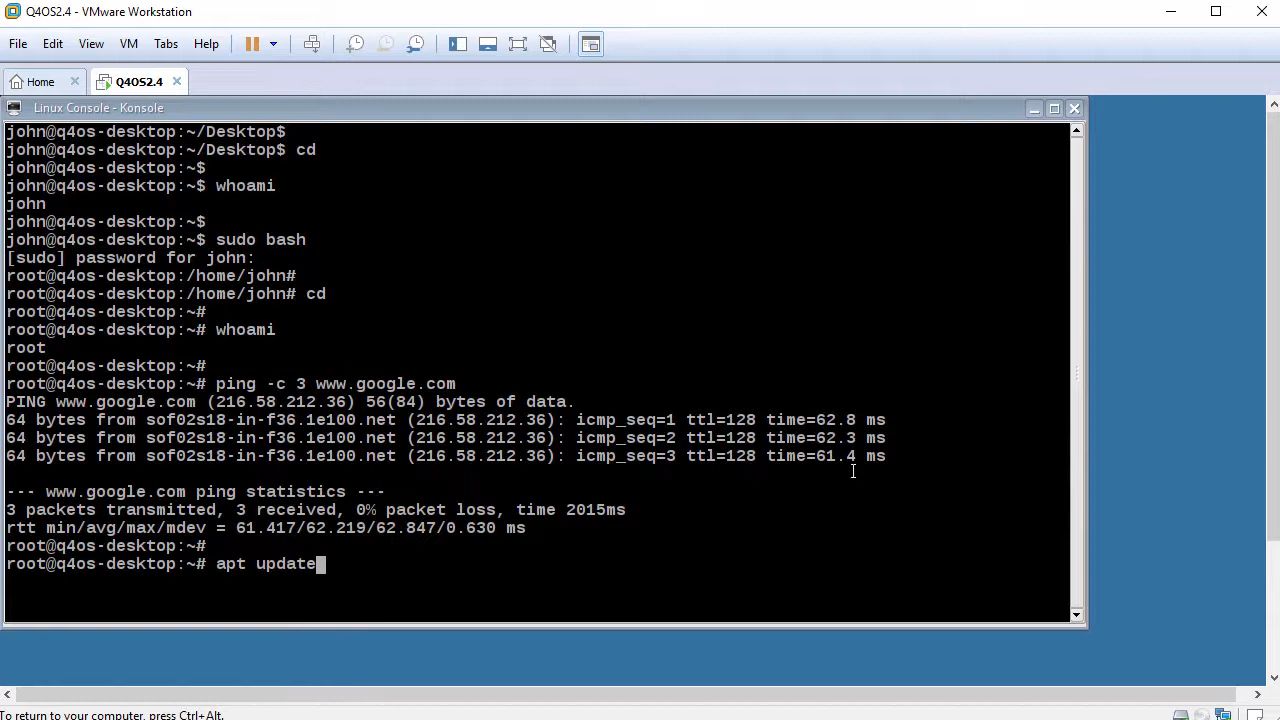 Q4OS2.4 - VMware Workstation
File Edit View VM Tabs Help
Home Q4OS2.4
Linux Console - Konsole
john@q4os-desktop:~/Desktop$
john@q4os-desktop:~/Desktop$ cd
john@q4os-desktop:~$
john@q4os-desktop:~$ whoami
john
john@q4os-desktop:~$
john@q4os-desktop:~$ sudo bash
[sudo] password for john:
root@q4os-desktop:/home/john#
root@q4os-desktop:/home/john# cd
root@q4os-desktop:~#
root@q4os-desktop:~# whoami
root
root@q4os-desktop:~#
root@q4os-desktop:~# ping -c 3 www.google.com
PING www.google.com (216.58.212.36) 56(84) bytes of data.
64 bytes from sof02s18-in-f36.1e100.net (216.58.212.36): icmp_seq=1 ttl=128 time=62.8 ms
64 bytes from sof02s18-in-f36.1e100.net (216.58.212.36): icmp_seq=2 ttl=128 time=62.3 ms
64 bytes from sof02s18-in-f36.1e100.net (216.58.212.36): icmp_seq=3 ttl=128 time=61.4 ms
--- www.google.com ping statistics ---
3 packets transmitted, 3 received, 0% packet loss, time 2015ms
rtt min/avg/max/mdev = 61.417/62.219/62.847/0.630 ms
root@q4os-desktop:~#
root@q4os-desktop:~# apt update
To return to your computer, press Ctrl+Alt.